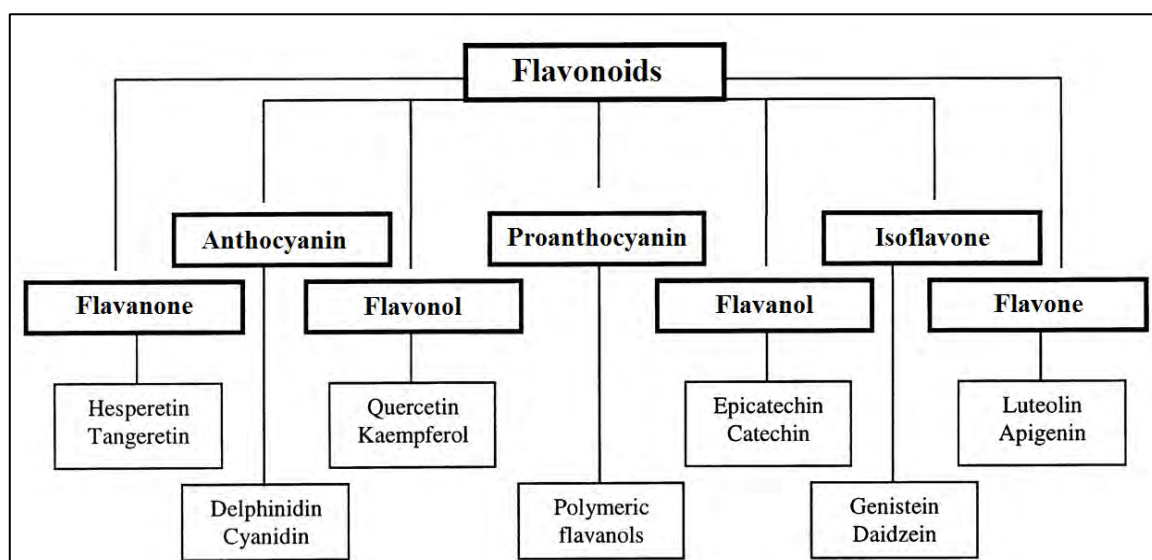 Flavonoids
Anthocyanin
Proanthocyanin
Isoflavone
Flavanone
Flavonol
Flavanol
Flavone
Hesperetin
Tangeretin
Quercetin
Kaempferol
Epicatechin
Catechin
Luteolin
Apigenin
Delphinidin
Cyanidin
Polymeric
flavanols
Genistein
Daidzein